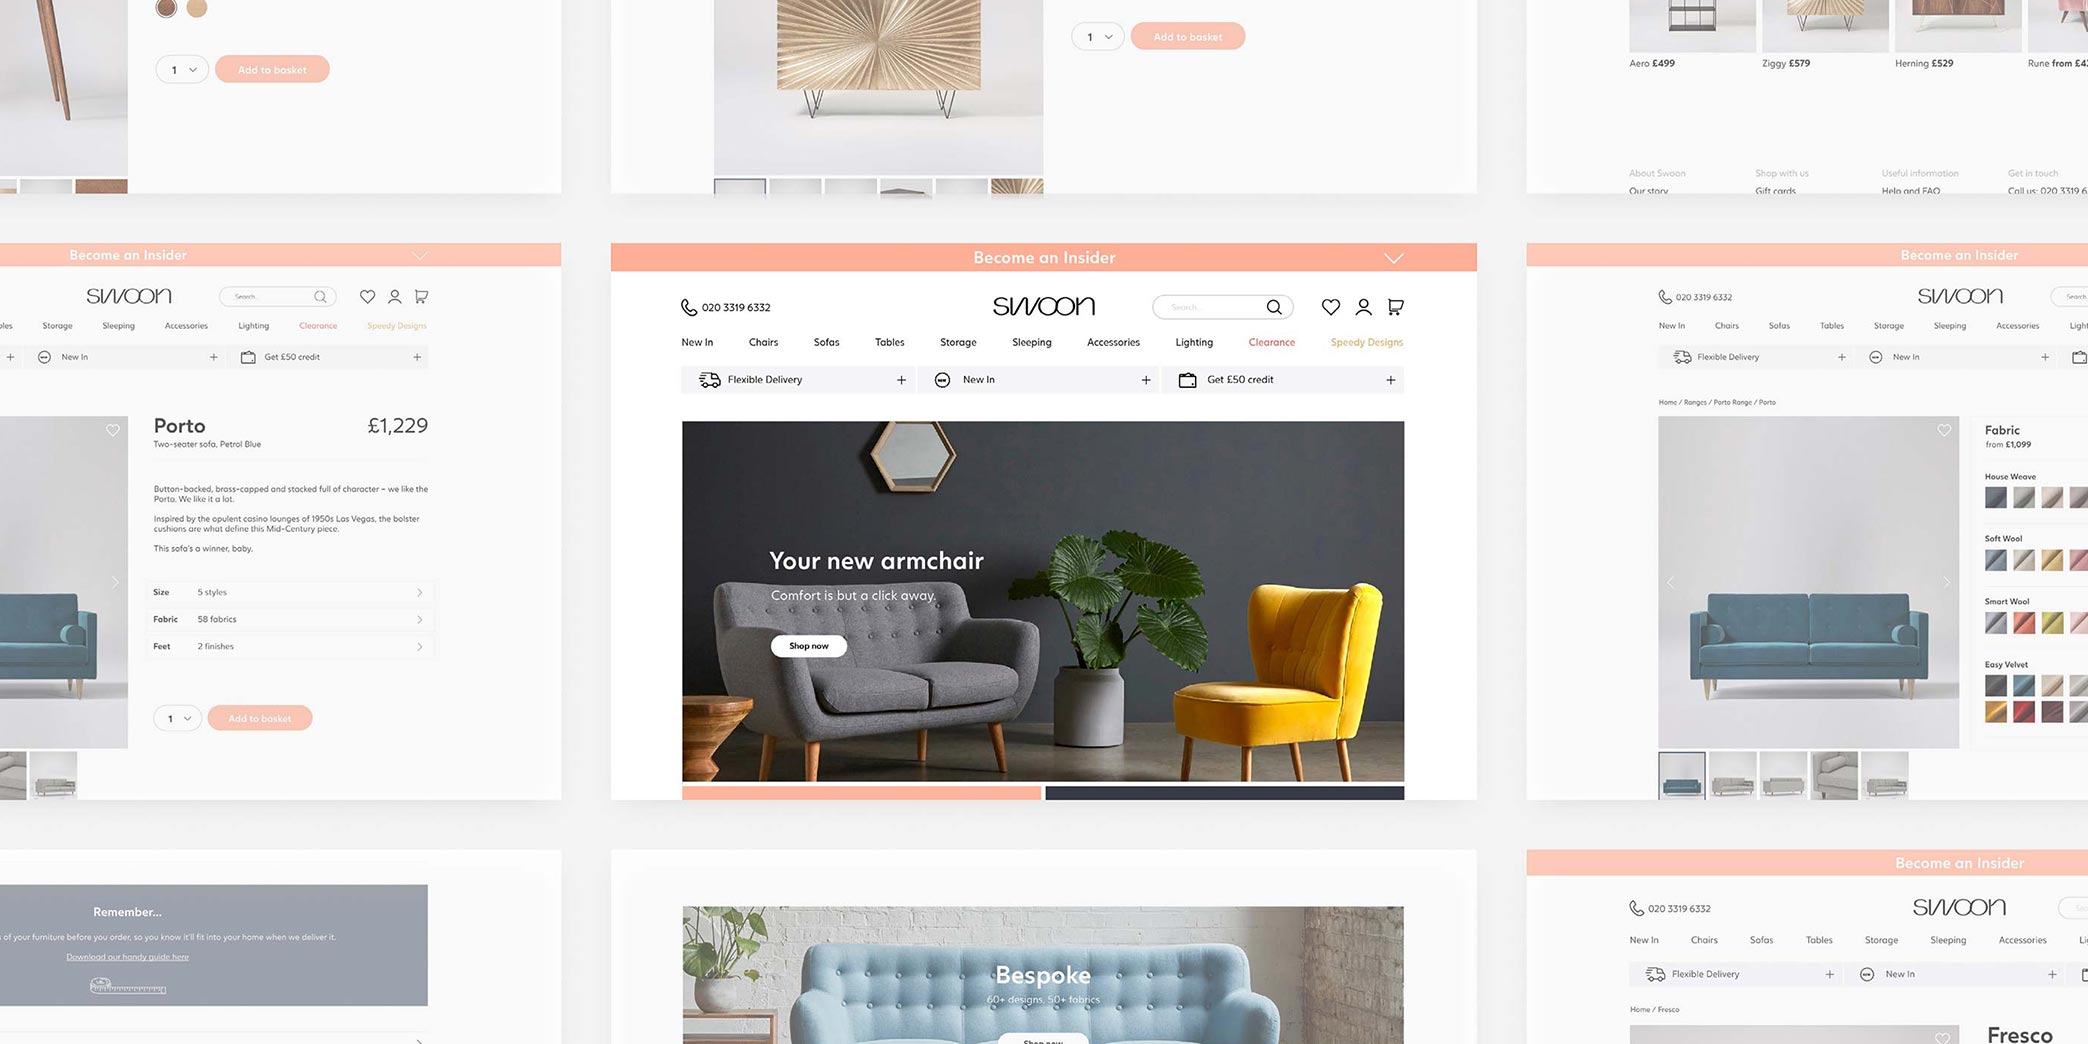 1
Add to basket
1
Add to basket
Aero £499
Ziggy £579
Herning £529
Rune from
About Swoon
Shop with us
Useful information
Get in touch
Our story
Gift cards
Help and FAQ
Call us: 020 3319 6
Become an Insider
SWOON
Search...
Storage
Sleeping
Accessories
Lighting
Clearance
Speedy Designs
New In
Get £50 credit
Porto
£1,229
Two-seater sofa, Petrol Blue
Button-backed, brass-capped and stacked full of character – we like the
Porto. We like it a lot.
Inspired by the opulent casino lounges of 1950s Las Vegas, the bolster
cushions are what define this Mid-Century piece.
This sofa's a winner, baby.
Size 5 styles
Fabric 58 fabrics
Feet 2 finishes
1
Add to basket
Become an Insider
020 3319 6332
SWOON
Search...
New In
Chairs
Sofas
Tables
Storage
Sleeping
Accessories
Lighting
Clearance
Speedy Designs
Flexible Delivery
NEW
New In
Get £50 credit
Your new armchair
Comfort is but a click away.
Shop now
Become an Insider
020 3319 6332
SWOON
Search
New In
Chairs
Sofas
Tables
Storage
Sleeping
Accessories
Flexible Delivery
New In
Home / Ranges / Porto Range / Porto
Fabric
from £1,099
House Weave
Soft Wool
Smart Wool
Easy Velvet
Remember...
of your furniture before you order, so you know it'll fit into your home when we deliver it.
Download our handy guide here
Bespoke
60+ designs, 50+ fabrics
Shop now
Become an Insider
020 3319 6332
SWOON
New In
Chairs
Sofas
Tables
Storage
Sleeping
Accessories
Flexible Delivery
New In
Home / Fresco
Fresco